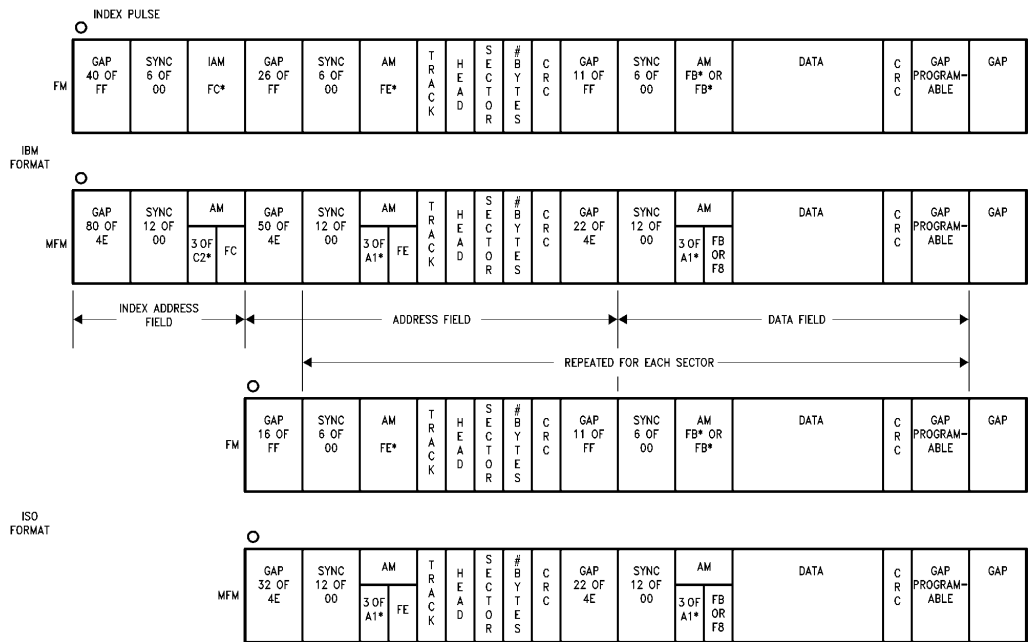 INDEX PULSE
FM
GAP
40 OF
FF
SYNC
6 OF
00
IAM
FC*
GAP
26 OF
FF
SYNC
6 OF
00
AM
FE*
TRACK
HEAD
SECTOR
#BYTES
CRC
GAP
11 OF
FF
SYNC
6 OF
00
AM
FB* OR
FB*
DATA
CRC
GAP
PROGRAM-
ABLE
GAP
IBM
FORMAT
MFM
GAP
80 OF
4E
SYNC
12 OF
00
AM
3 OF
C2*
FC
GAP
50 OF
4E
SYNC
12 OF
00
AM
3 OF
A1*
FE
TRACK
HEAD
SECTOR
#BYTES
CRC
GAP
22 OF
4E
SYNC
12 OF
00
AM
3 OF
A1*
FB
OR
F8
DATA
CRC
GAP
PROGRAM-
ABLE
GAP
INDEX ADDRESS
FIELD
ADDRESS FIELD
DATA FIELD
REPEATED FOR EACH SECTOR
FM
GAP
16 OF
FF
SYNC
6 OF
00
AM
FE*
TRACK
HEAD
SECTOR
#BYTES
CRC
GAP
11 OF
FF
SYNC
6 OF
00
AM
FB* OR
FB*
DATA
CRC
GAP
PROGRAM-
ABLE
GAP
ISO
FORMAT
MFM
GAP
32 OF
4E
SYNC
12 OF
00
AM
3 OF
A1*
FE
TRACK
HEAD
SECTOR
#BYTES
CRC
GAP
22 OF
4E
SYNC
12 OF
00
AM
3 OF
A1*
FB
OR
F8
DATA
CRC
GAP
PROGRAM-
ABLE
GAP